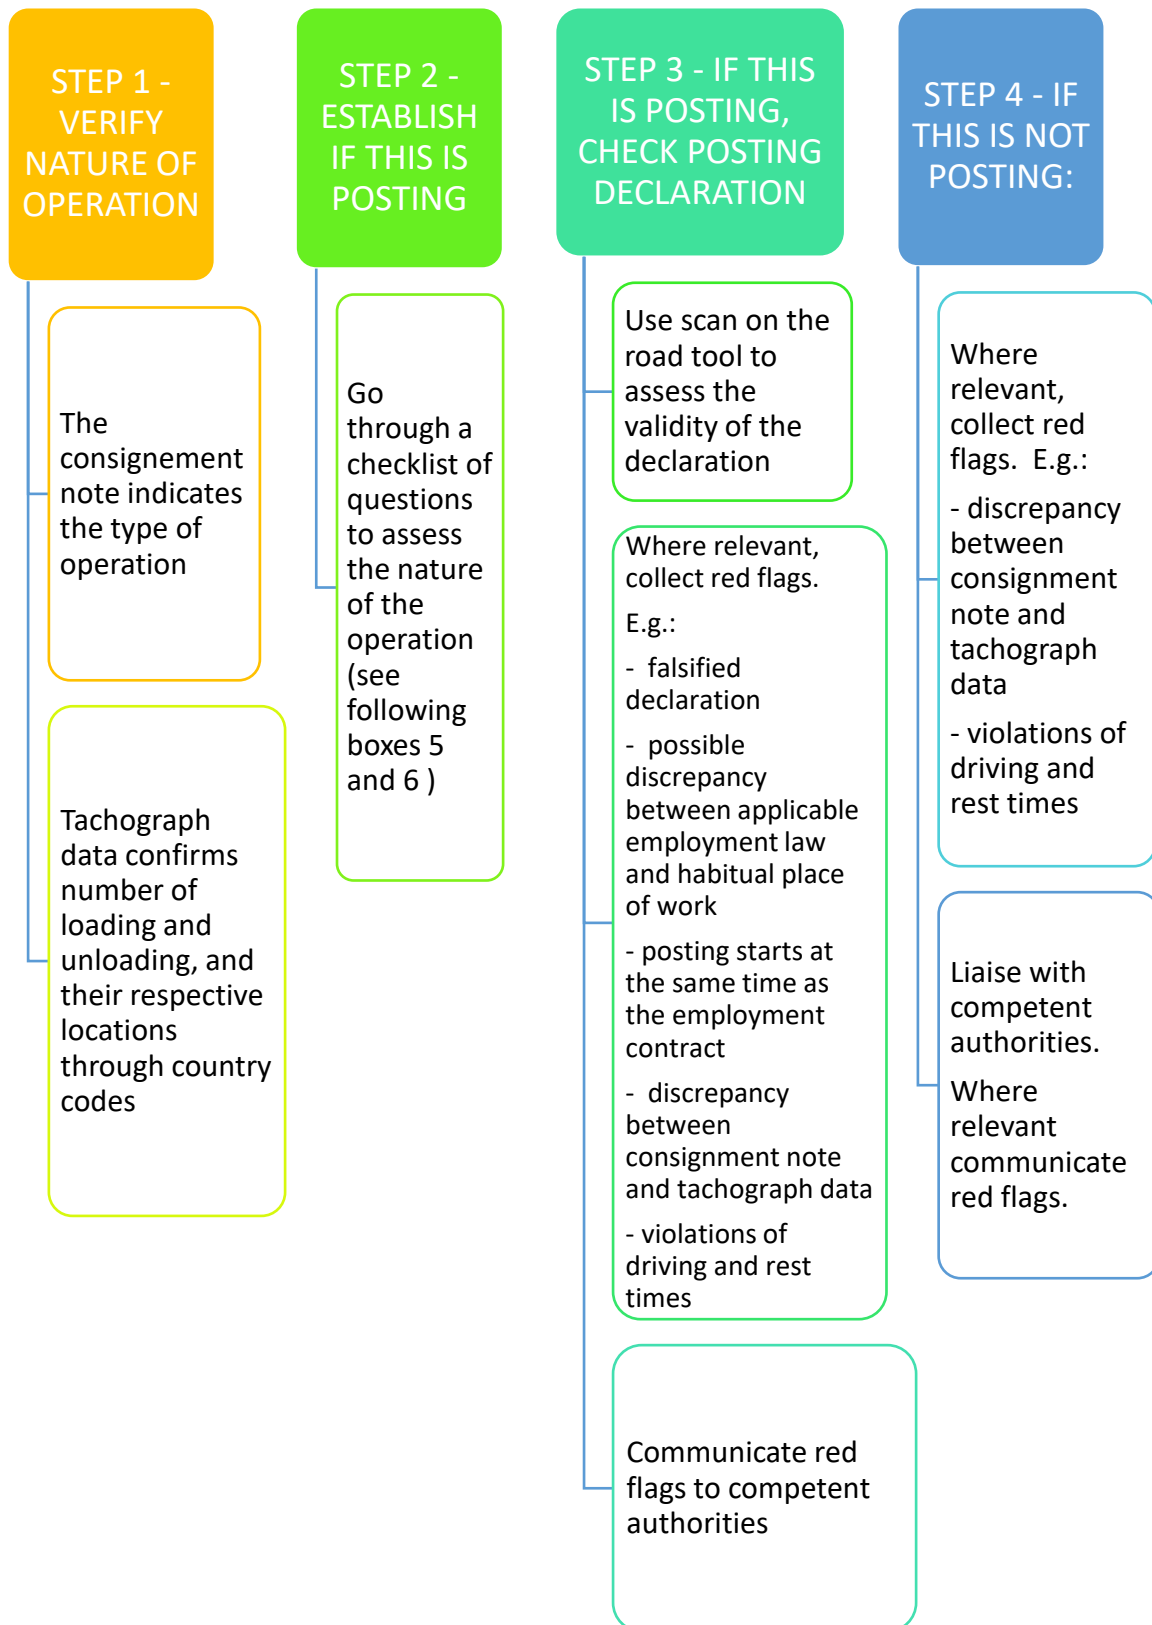 STEP 1 -
VERIFY
NATURE OF
OPERATION
The
consignement
note indicates
the type of
operation
Tachograph
data confirms
number of
loading and
unloading, and
their respective
locations
through country
codes
STEP 2 -
ESTABLISH
IF THIS IS
POSTING
Go
through a
checklist of
questions
to assess
the nature
of the
operation
(see
following
boxes 5
and 6 )
STEP 3 - IF THIS
IS POSTING,
CHECK POSTING
DECLARATION
Use scan on the
road tool to
assess the
validity of the
declaration
Where relevant,
collect red flags.
E.g.:
- falsified
declaration
- possible
discrepancy
between applicable
employment law
and habitual place
of work
- posting starts at
the same time as
the employment
contract
- discrepancy
between
consignment note
and tachograph data
- violations of
driving and rest
times
Communicate red
flags to competent
authorities
STEP 4 - IF
THIS IS NOT
POSTING:
Where
relevant,
collect red
flags. E.g.:
- discrepancy
between
consignment
note and
tachograph
data
- violations of
driving and
rest times
Liaise with
competent
authorities.
Where
relevant
communicate
red flags.